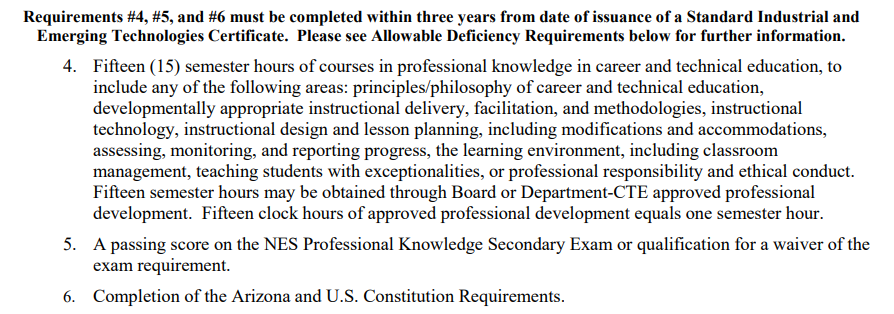 Requirements #4, #5, and #6 must be completed within three years from date of issuance of a Standard Industrial and
Emerging Technologies Certificate.  Please see Allowable Deficiency Requirements below for further information.
4. Fifteen (15) semester hours of courses in professional knowledge in career and technical education, to
include any of the following areas: principles/philosophy of career and technical education,
developmentally appropriate instructional delivery, facilitation, and methodologies, instructional
technology, instructional design and lesson planning, including modifications and accommodations,
assessing, monitoring, and reporting progress, the learning environment, including classroom
management, teaching students with exceptionalities, or professional responsibility and ethical conduct.
Fifteen semester hours may be obtained through Board or Department-CTE approved professional
development.  Fifteen clock hours of approved professional development equals one semester hour.
5. A passing score on the NES Professional Knowledge Secondary Exam or qualification for a waiver of the
exam requirement.
6. Completion of the Arizona and U.S. Constitution Requirements.